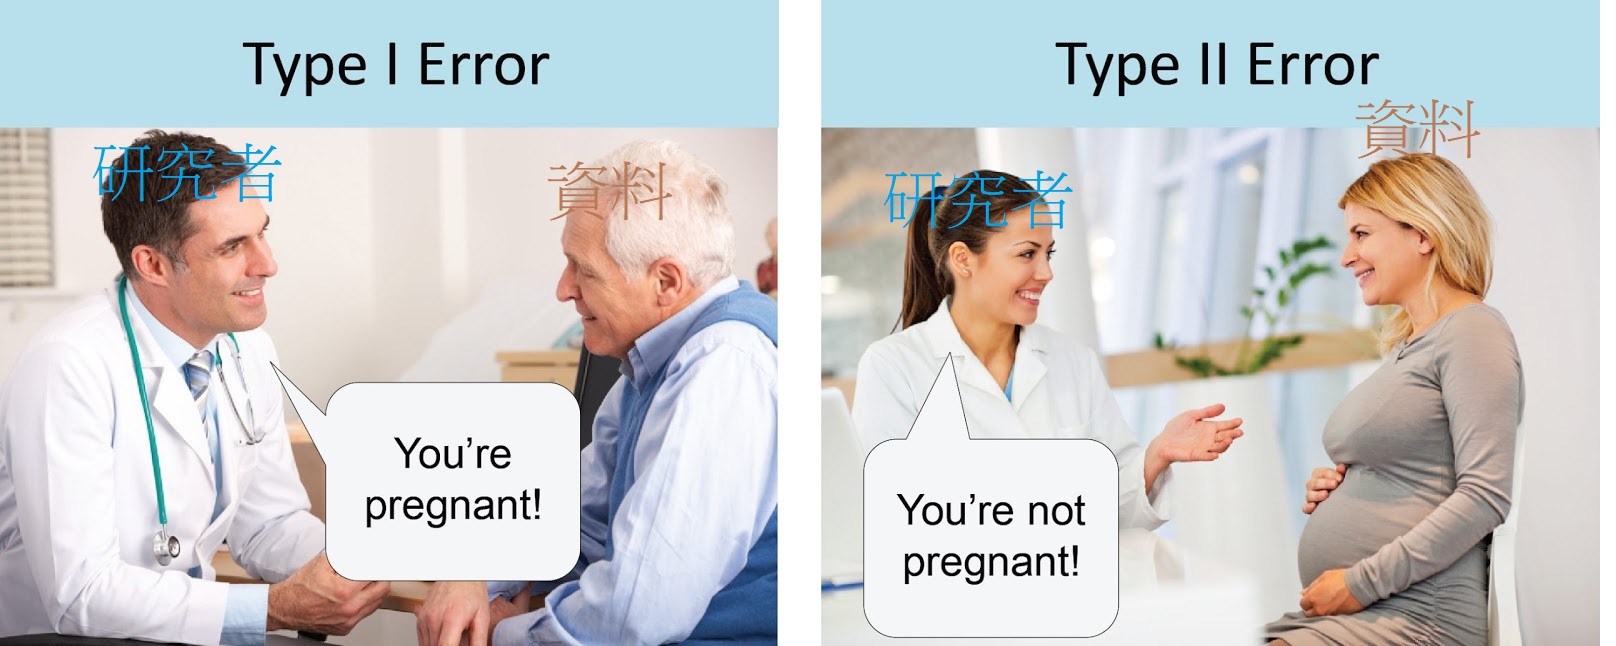 Type I Error
研究者
資料
You're
pregnant!
Type II Error
資料
研究者
You're not
pregnant!